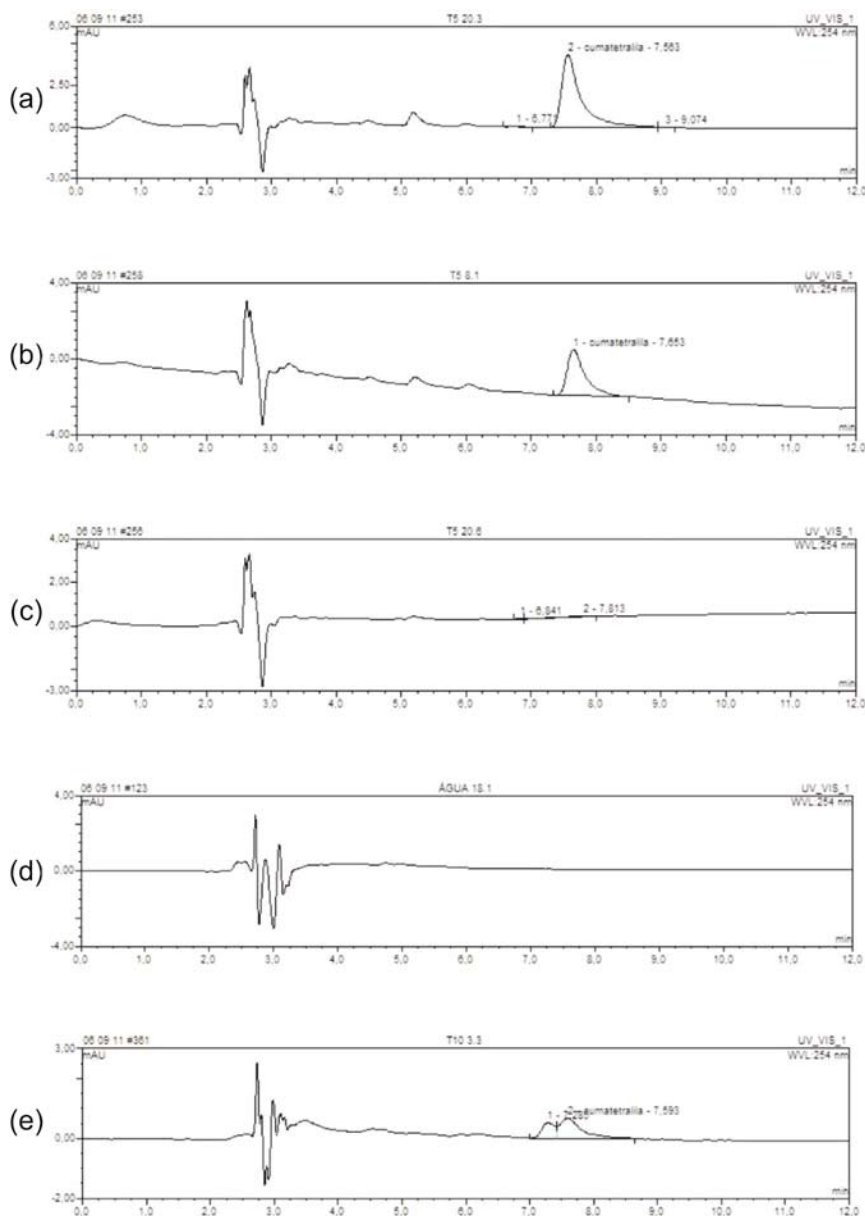 06 09 11 #253 T5 20.3 UV_VIS_1
6,00 mAU WVL:254 nm
2 - cumatetralila - 7,563
(a)
2,50
1 - 6,771 3 - 9,074
0,00
-3,00 min
0,0 1,0 2,0 3,0 4,0 5,0 6,0 7,0 8,0 9,0 10,0 11,0 12,0
06 09 11 #258 T5 8.1 UV_VIS_1
4,00 mAU WVL:254 nm
1 - cumatetralila - 7,653
(b)
0,00
-4,00 min
0,0 1,0 2,0 3,0 4,0 5,0 6,0 7,0 8,0 9,0 10,0 11,0 12,0
06 09 11 #256 T5 20.6 UV_VIS_1
4,00 mAU WVL:254 nm
2,00
(c)
1 - 6,841 2 - 7,813
0,00
-3,00 min
0,0 1,0 2,0 3,0 4,0 5,0 6,0 7,0 8,0 9,0 10,0 11,0 12,0
06 09 11 #123 ÁGUA 18.1 UV_VIS_1
4,00 mAU WVL:254 nm
(d)
0,00
-4,00 min
0,0 1,0 2,0 3,0 4,0 5,0 6,0 7,0 8,0 9,0 10,0 11,0 12,0
06 09 11 #361 T10 3.3 UV_VIS_1
3,00 mAU WVL:254 nm
2 - cumatetralila - 7,593
(e)
0,00
-2,00 min
0,0 1,0 2,0 3,0 4,0 5,0 6,0 7,0 8,0 9,0 10,0 11,0 12,0